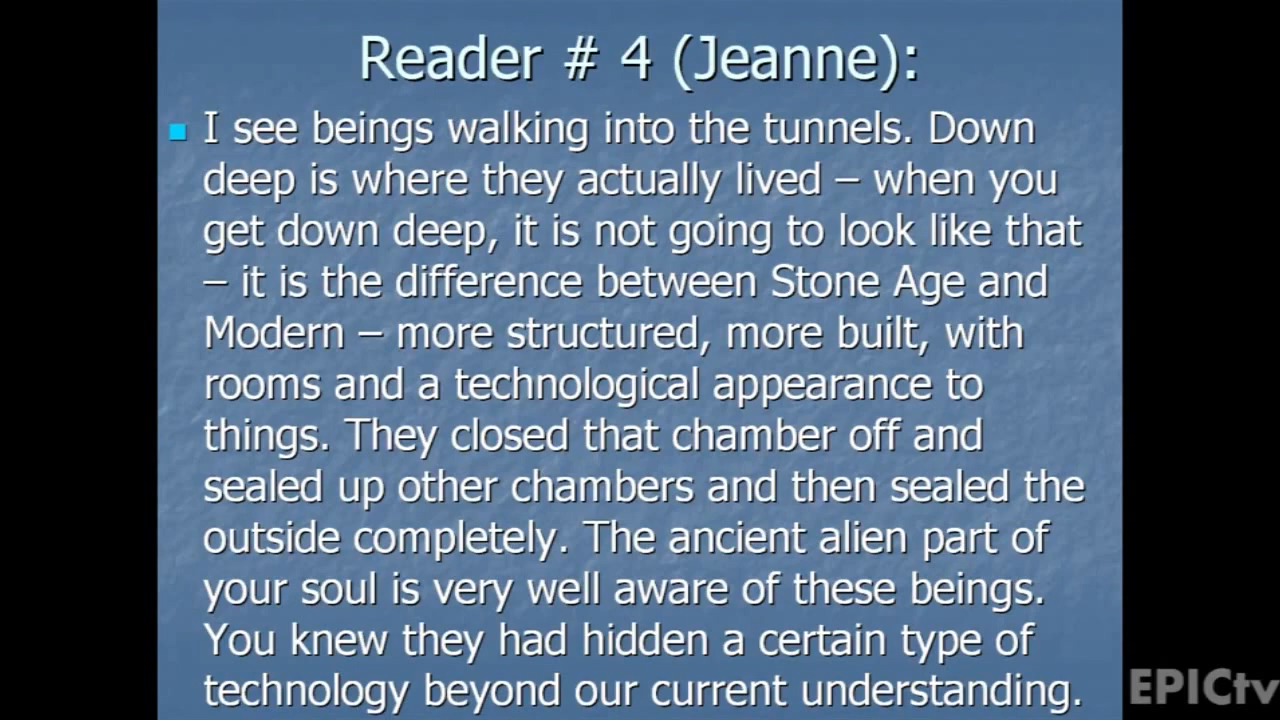 Reader # 4 (Jeanne):
I see beings walking into the tunnels. Down
deep is where they actually lived – when you
get down deep, it is not going to look like that
– it is the difference between Stone Age and
Modern – more structured, more built, with
rooms and a technological appearance to
things. They closed that chamber off and
sealed up other chambers and then sealed the
outside completely. The ancient alien part of
your soul is very well aware of these beings.
You knew they had hidden a certain type of
technology beyond our current understanding.
EPICtv